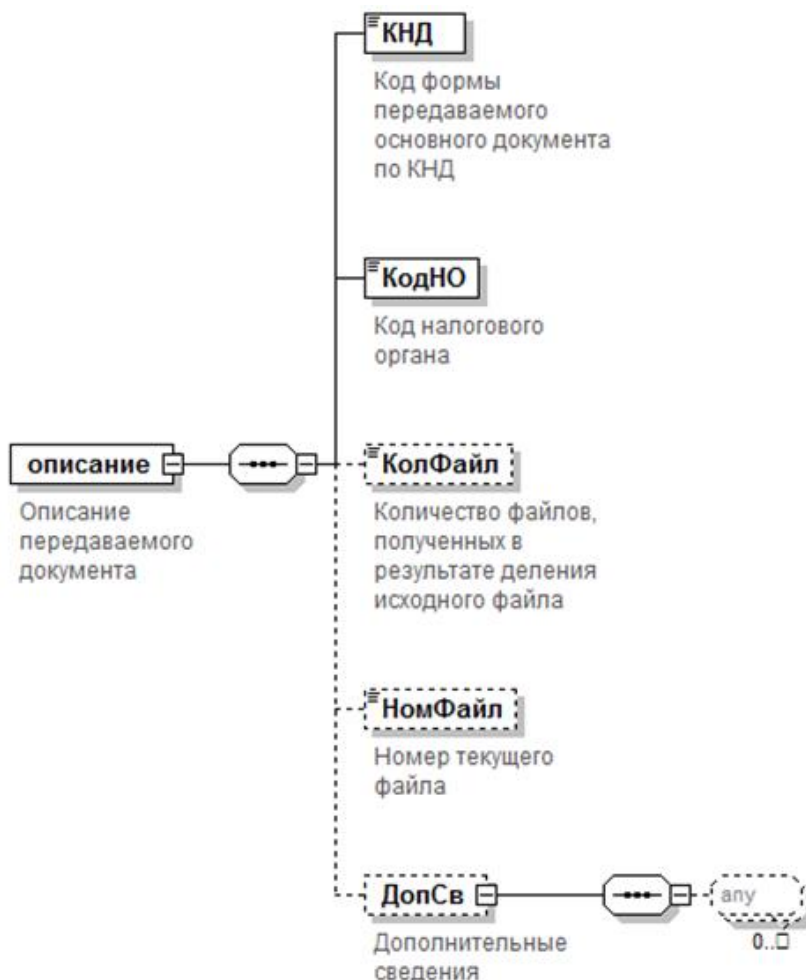 КНД
Код формы
передаваемого
основного документа
по КНД
КодНО
Код налогового
органа
описание
Описание
передаваемого
документа
КолФайл
Количество файлов,
полученных в
результате деления
исходного файла
НомФайл
Номер текущего
файла
ДопСв
Дополнительные
сведения
any
0..□